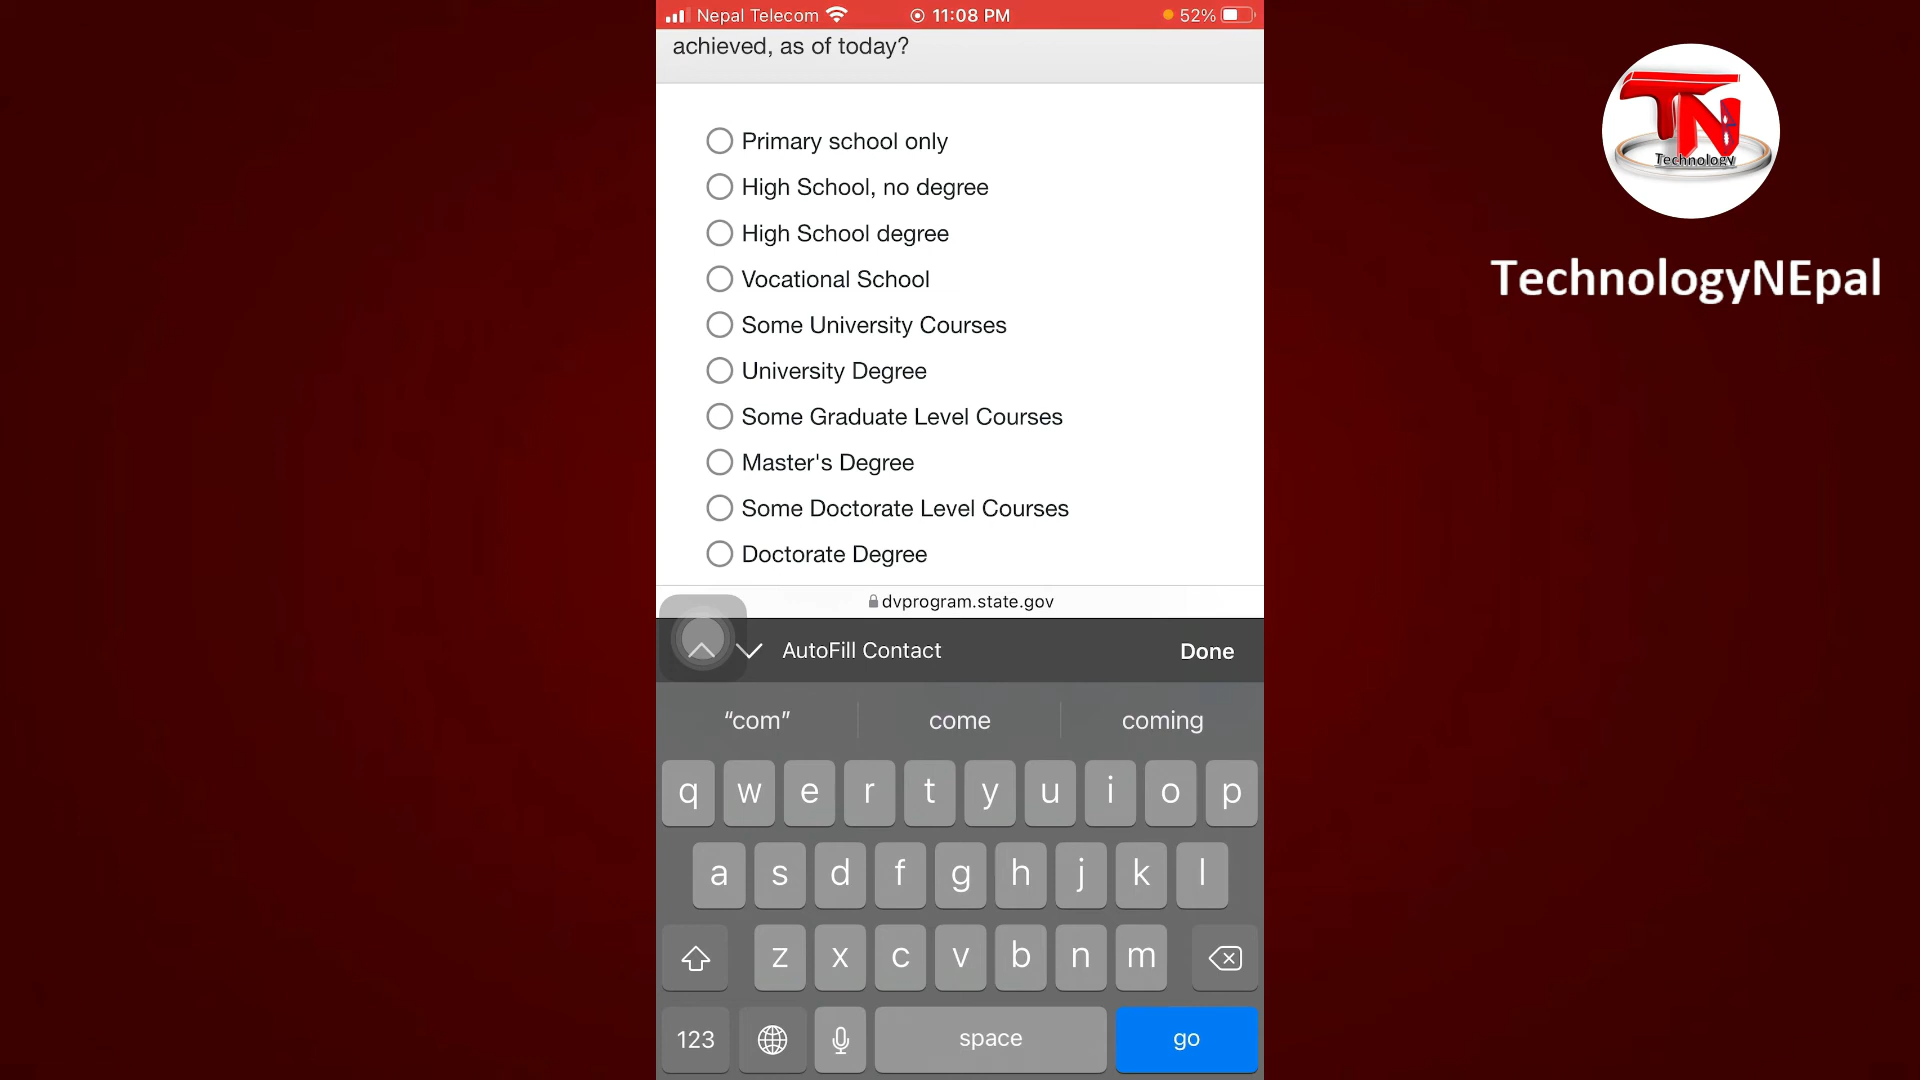 Nepal Telecom 11:08 PM 52%
achieved, as of today?
Primary school only
High School, no degree
High School degree
Vocational School
Some University Courses
University Degree
Some Graduate Level Courses
Master's Degree
Some Doctorate Level Courses
Doctorate Degree
dvprogram.state.gov
AutoFill Contact Done
“com” come coming
q w e r t y u i o p
a s d f g h j k l
z x c v b n m
123 space go
TN
Technology
TechnologyNEpal